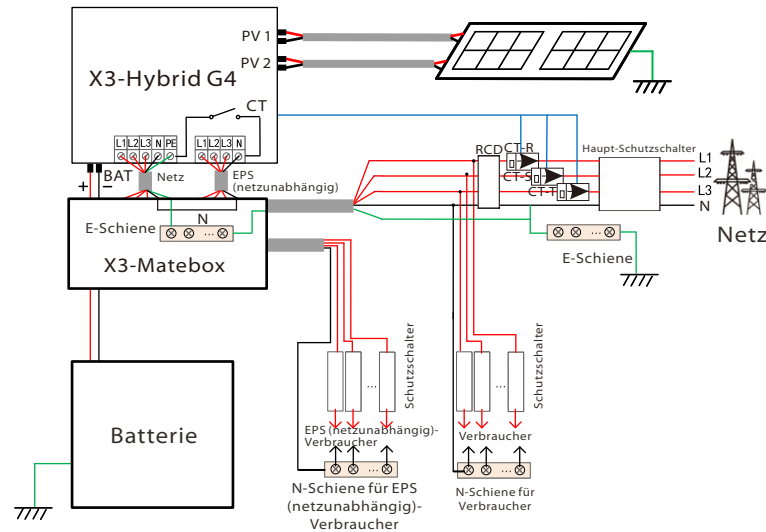 PV 1
PV 2
X3-Hybrid G4
CT
L1 L2 L3 N PE
L1 L2 L3 N
BAT
+ −
Netz
EPS
(netzunabhängig)
N
E-Schiene
X3-Matebox
RCD
CT-R
CT-S
CT-T
Haupt-Schutzschalter
L1
L2
L3
N
Netz
E-Schiene
...
...
Batterie
...
Schutzschalter
EPS (netzunabhängig)-
Verbraucher
...
N-Schiene für EPS
(netzunabhängig)-
Verbraucher
...
Schutzschalter
Verbraucher
...
N-Schiene für
Verbraucher